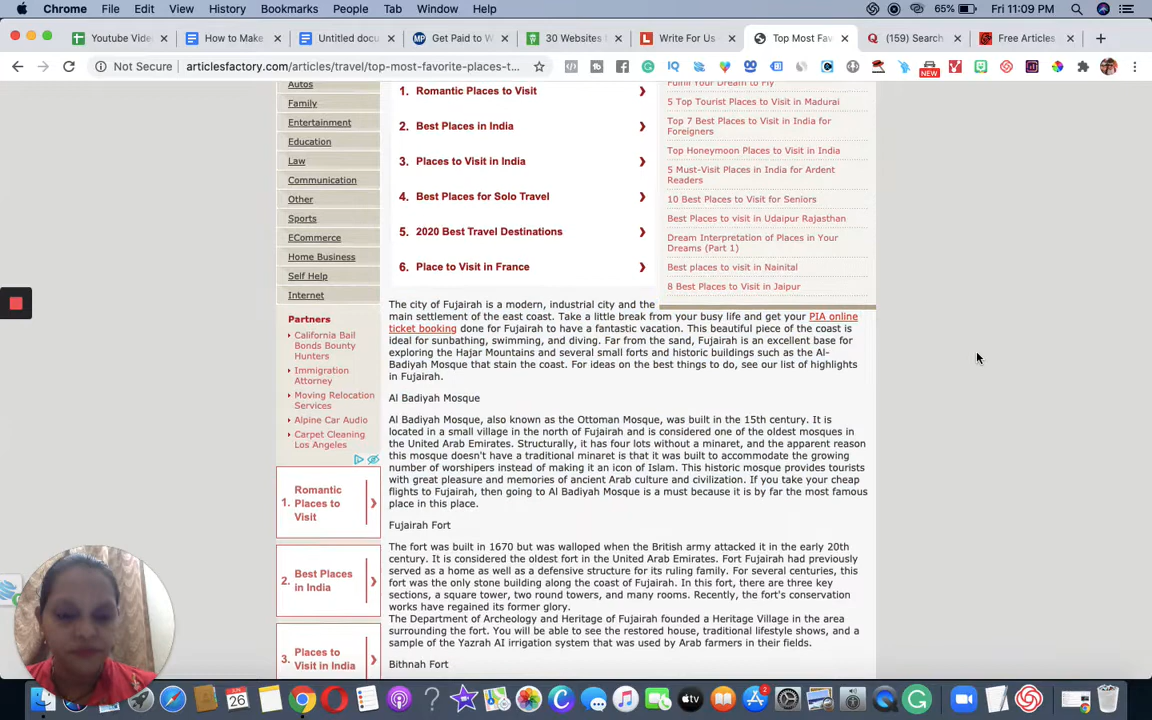 Chrome File Edit View History Bookmarks People Tab Window Help 65% Fri 11:09 PM
Youtube Vide
How to Make
Untitled docu
Get Paid to W
30 Websites
Write For Us
Top Most Fav
(159) Search
Free Articles
Not Secure articlesfactory.com/articles/travel/top-most-favorite-places-t...
NEW
Autos
Family
Entertainment
Education
Law
Communication
Other
Sports
ECommerce
Home Business
Self Help
Internet
Partners
California Bail
Bonds Bounty
Hunters
Immigration
Attorney
Moving Relocation
Services
Alpine Car Audio
Carpet Cleaning
Los Angeles
1. Romantic
Places to
Visit
2. Best Places
in India
3. Places to
Visit in India
1. Romantic Places to Visit
2. Best Places in India
3. Places to Visit in India
4. Best Places for Solo Travel
5. 2020 Best Travel Destinations
6. Place to Visit in France
Fulfill Your Dream to Fly
5 Top Tourist Places to Visit in Madurai
Top 7 Best Places to Visit in India for
Foreigners
Top Honeymoon Places to Visit in India
5 Must-Visit Places in India for Ardent
Readers
10 Best Places to Visit for Seniors
Best Places to visit in Udaipur Rajasthan
Dream Interpretation of Places in Your
Dreams (Part 1)
Best places to visit in Nainital
8 Best Places to Visit in Jaipur
The city of Fujairah is a modern, industrial city and the
main settlement of the east coast. Take a little break from your busy life and get your PIA online
ticket booking done for Fujairah to have a fantastic vacation. This beautiful piece of the coast is
ideal for sunbathing, swimming, and diving. Far from the sand, Fujairah is an excellent base for
exploring the Hajar Mountains and several small forts and historic buildings such as the Al-
Badiyah Mosque that stain the coast. For ideas on the best things to do, see our list of highlights
in Fujairah.
Al Badiyah Mosque
Al Badiyah Mosque, also known as the Ottoman Mosque, was built in the 15th century. It is
located in a small village in the north of Fujairah and is considered one of the oldest mosques in
the United Arab Emirates. Structurally, it has four lots without a minaret, and the apparent reason
this mosque doesn't have a traditional minaret is that it was built to accommodate the growing
number of worshipers instead of making it an icon of Islam. This historic mosque provides tourists
with great pleasure and memories of ancient Arab culture and civilization. If you take your cheap
flights to Fujairah, then going to Al Badiyah Mosque is a must because it is by far the most famous
place in this place.
Fujairah Fort
The fort was built in 1670 but was walloped when the British army attacked it in the early 20th
century. It is considered the oldest fort in the United Arab Emirates. Fort Fujairah had previously
served as a home as well as a defensive structure for its ruling family. For several centuries, this
fort was the only stone building along the coast of Fujairah. In this fort, there are three key
sections, a square tower, two round towers, and many rooms. Recently, the fort's conservation
works have regained its former glory.
The Department of Archeology and Heritage of Fujairah founded a Heritage Village in the area
surrounding the fort. You will be able to see the restored house, traditional lifestyle shows, and a
sample of the Yazrah AI irrigation system that was used by Arab farmers in their fields.
Bithnah Fort